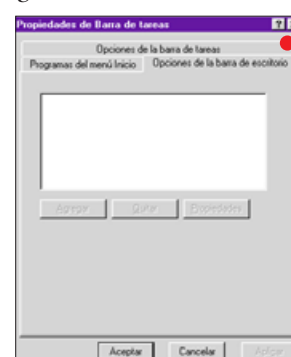 Propiedades de Barra de tareas
Opciones de la barra de tareas
Programas del menú Inicio Opciones de la barra de escritorio
Agregar Quitar Propiedades
Aceptar Cancelar Aplicar